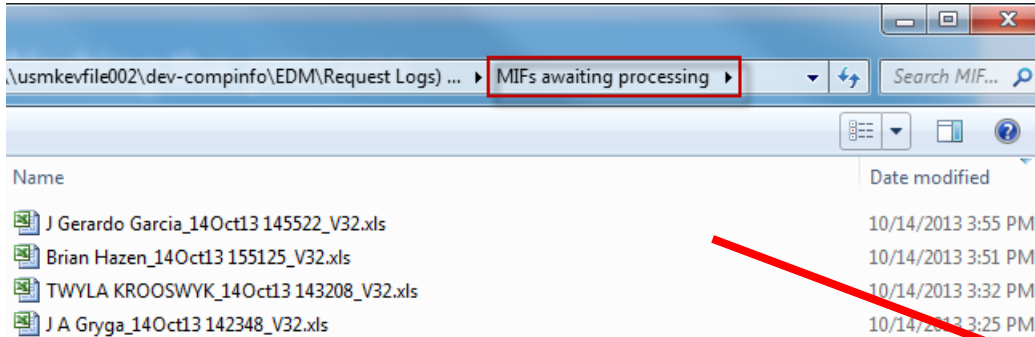 \\usmkevfile002\dev-compinfo\EDM\Request Logs) ... MIFs awaiting processing Search MIF...
Name Date modified
J Gerardo Garcia_14Oct13 145522_V32.xls 10/14/2013 3:55 PM
Brian Hazen_14Oct13 155125_V32.xls 10/14/2013 3:51 PM
TWYLA KROOSWYK_14Oct13 143208_V32.xls 10/14/2013 3:32 PM
J A Gryga_14Oct13 142348_V32.xls 10/14/2013 3:25 PM